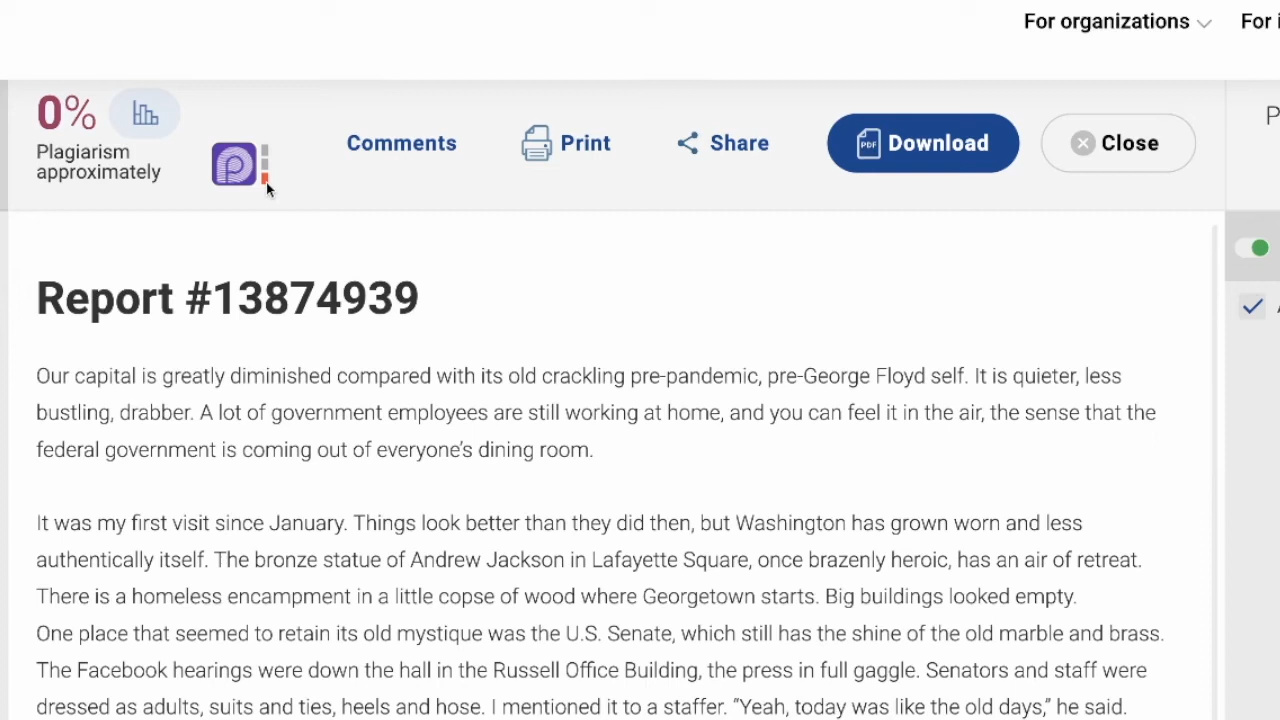 For organizations
For i
0%
Plagiarism
approximately
Comments
Print
Share
PDF
Download
Close
P
Report #13874939
Our capital is greatly diminished compared with its old crackling pre-pandemic, pre-George Floyd self. It is quieter, less
bustling, drabber. A lot of government employees are still working at home, and you can feel it in the air, the sense that the
federal government is coming out of everyone’s dining room.
It was my first visit since January. Things look better than they did then, but Washington has grown worn and less
authentically itself. The bronze statue of Andrew Jackson in Lafayette Square, once brazenly heroic, has an air of retreat.
There is a homeless encampment in a little copse of wood where Georgetown starts. Big buildings looked empty.
One place that seemed to retain its old mystique was the U.S. Senate, which still has the shine of the old marble and brass.
The Facebook hearings were down the hall in the Russell Office Building, the press in full gaggle. Senators and staff were
dressed as adults, suits and ties, heels and hose. I mentioned it to a staffer. “Yeah, today was like the old days,” he said.